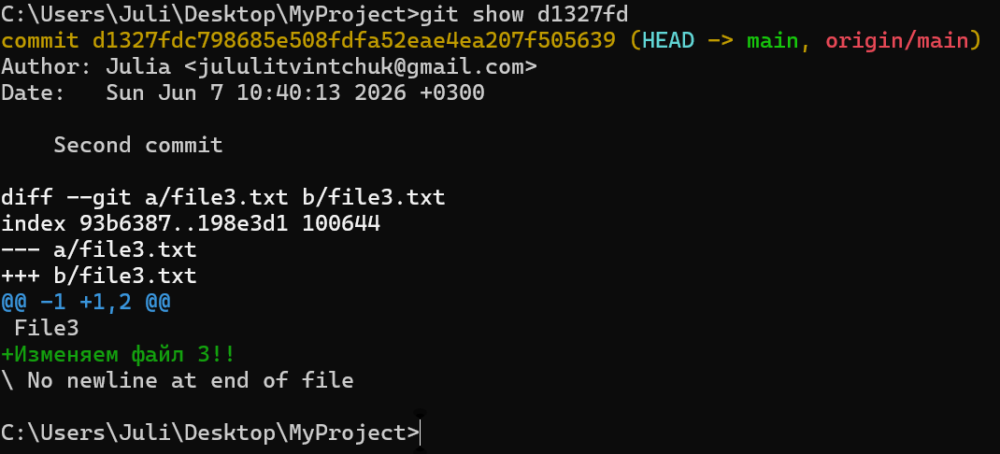 C:\Users\Juli\Desktop\MyProject>git show d1327fd
commit d1327fdc798685e508fdfa52eae4ea207f505639 (HEAD -> main, origin/main)
Author: Julia <jululitvintchuk@gmail.com>
Date:   Sun Jun 7 10:40:13 2026 +0300

    Second commit

diff --git a/file3.txt b/file3.txt
index 93b6387..198e3d1 100644
--- a/file3.txt
+++ b/file3.txt
@@ -1 +1,2 @@
 File3
+Изменяем файл 3!!
\ No newline at end of file

C:\Users\Juli\Desktop\MyProject>